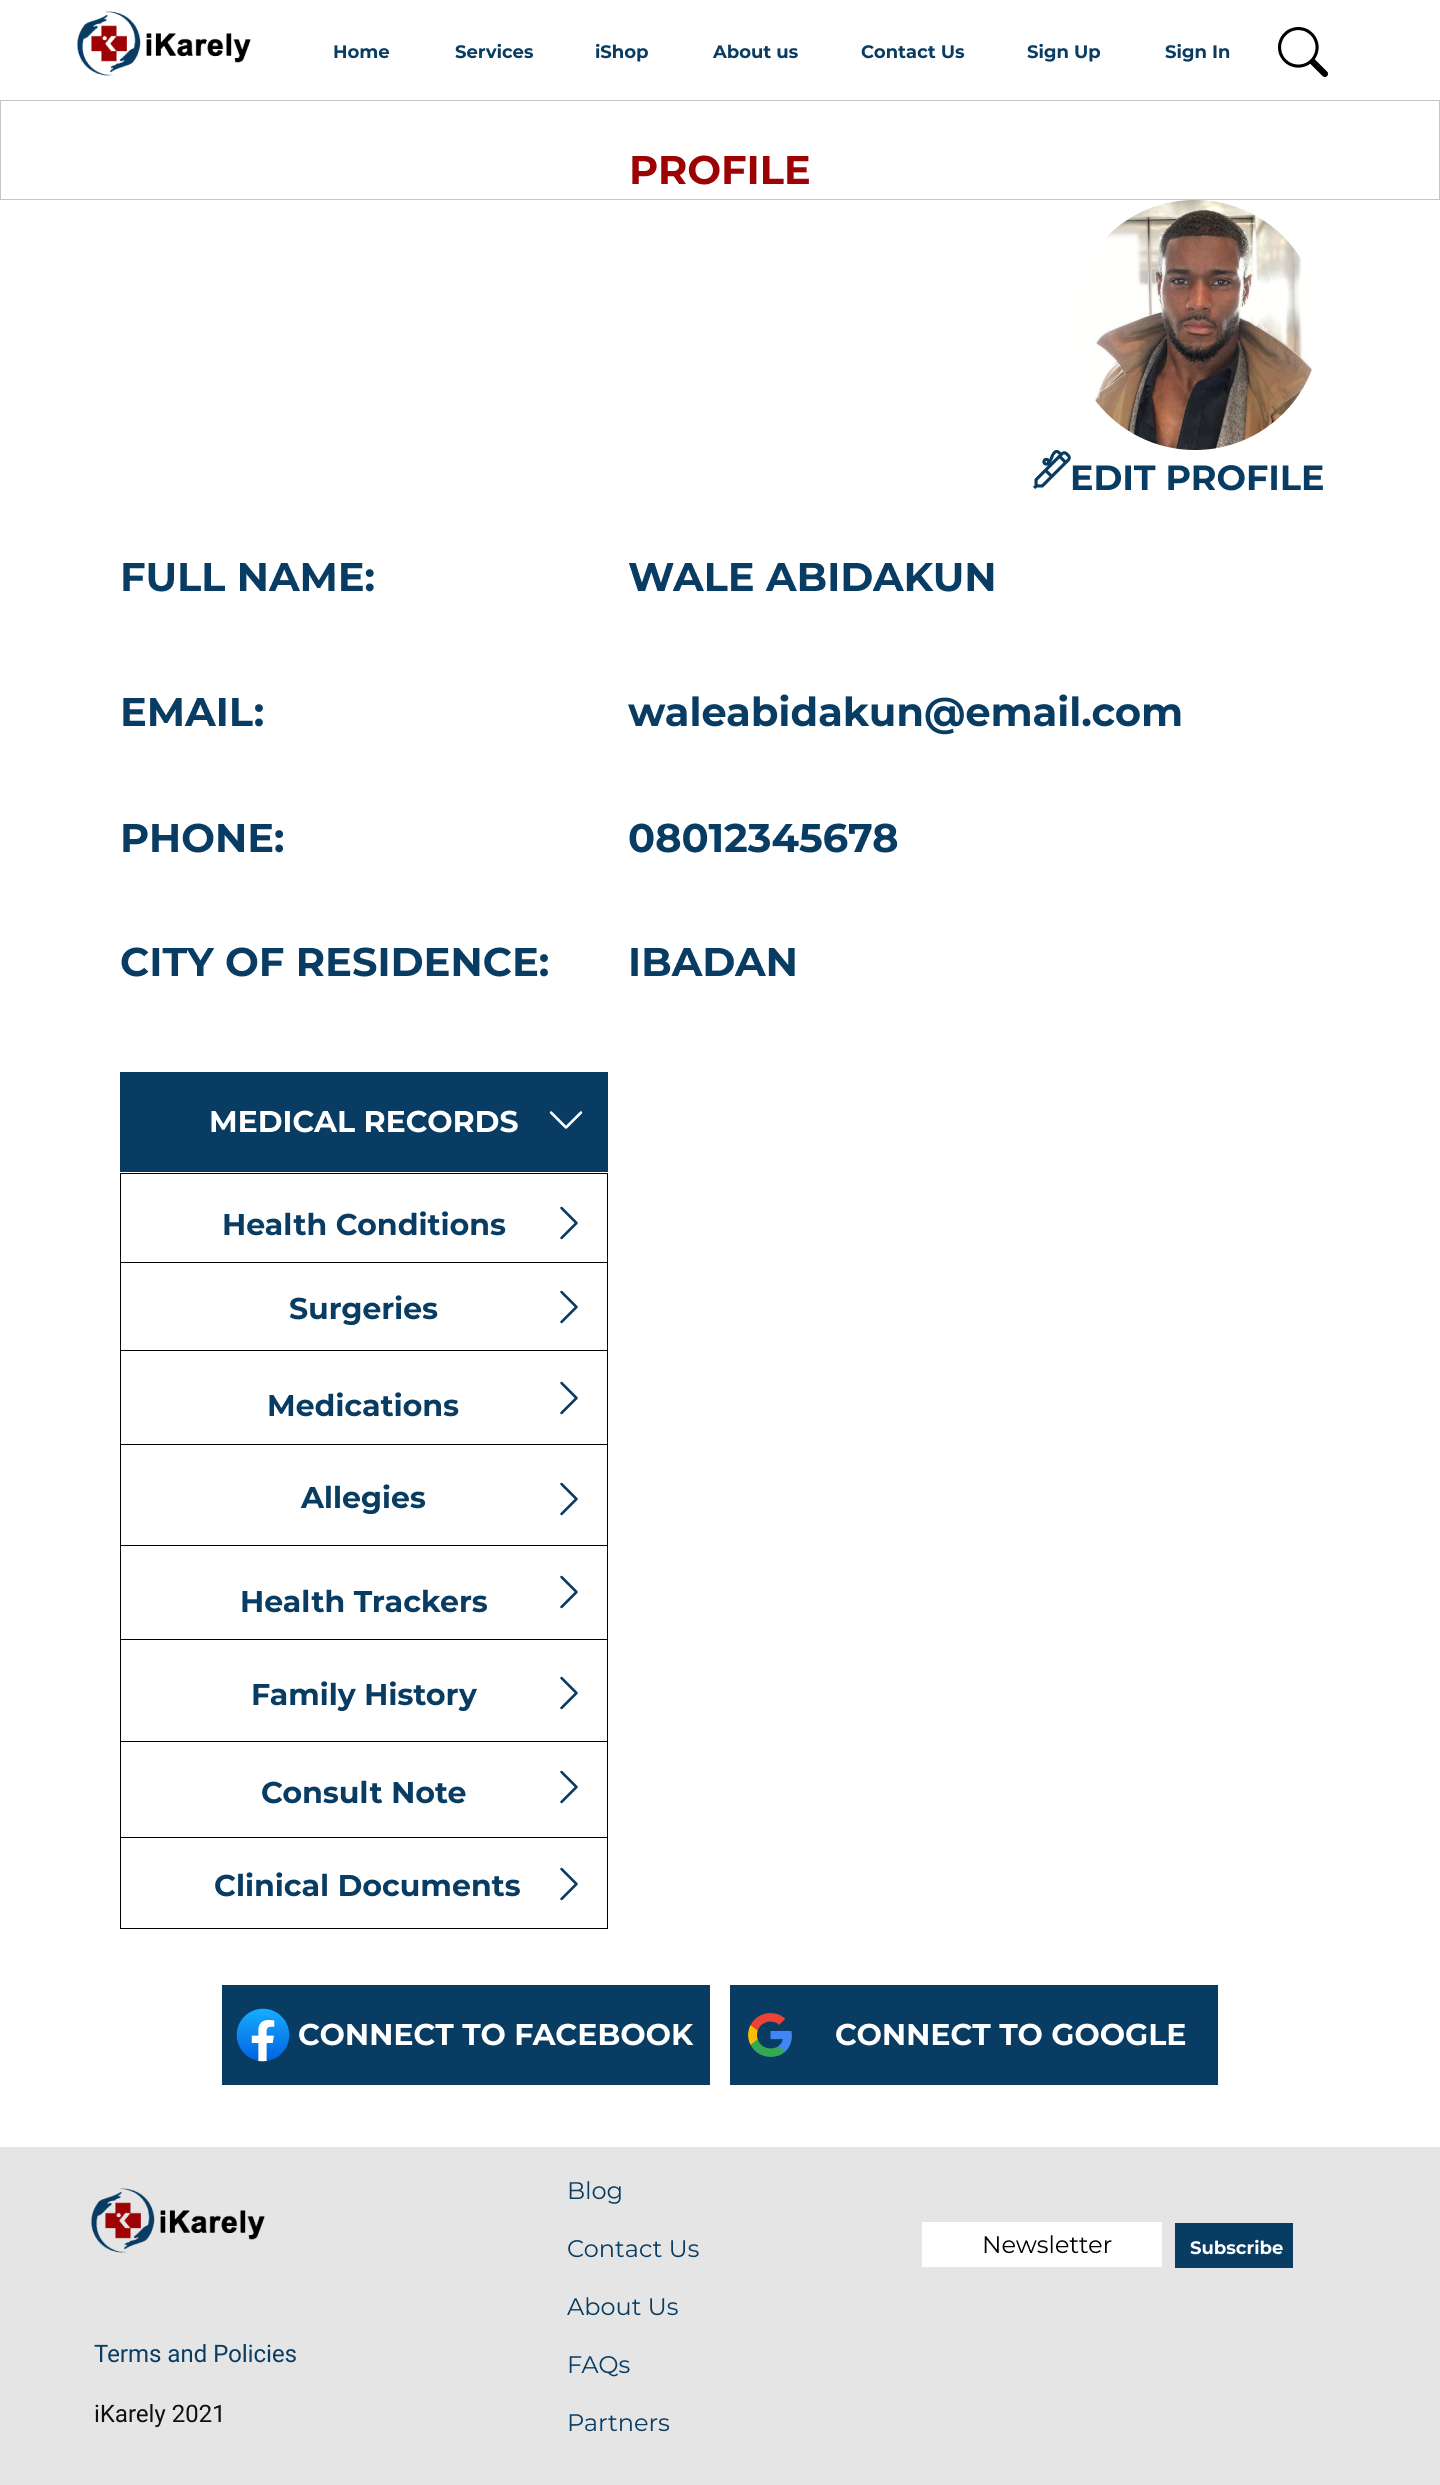 iKarely
Home Services iShop About us Contact Us Sign Up Sign In
PROFILE
EDIT PROFILE
FULL NAME: WALE ABIDAKUN
EMAIL: waleabidakun@email.com
PHONE: 08012345678
CITY OF RESIDENCE: IBADAN
MEDICAL RECORDS
Health Conditions
Surgeries
Medications
Allegies
Health Trackers
Family History
Consult Note
Clinical Documents
CONNECT TO FACEBOOK
CONNECT TO GOOGLE
iKarely
Terms and Policies
iKarely 2021
Blog
Contact Us
About Us
FAQs
Partners
Newsletter
Subscribe